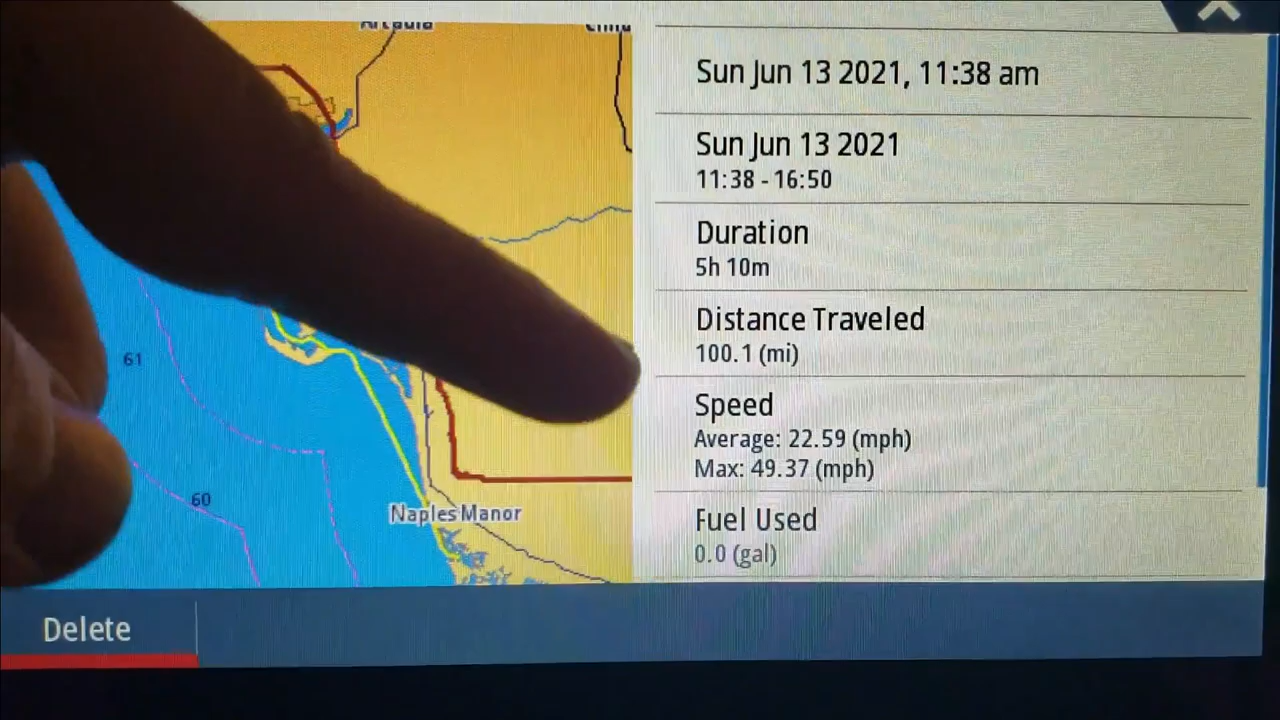 Arcadia
Sun Jun 13 2021, 11:38 am
Sun Jun 13 2021
11:38 - 16:50
Duration
5h 10m
Distance Traveled
100.1 (mi)
Speed
Average: 22.59 (mph)
Max: 49.37 (mph)
Fuel Used
0.0 (gal)
61
60
Naples Manor
Delete